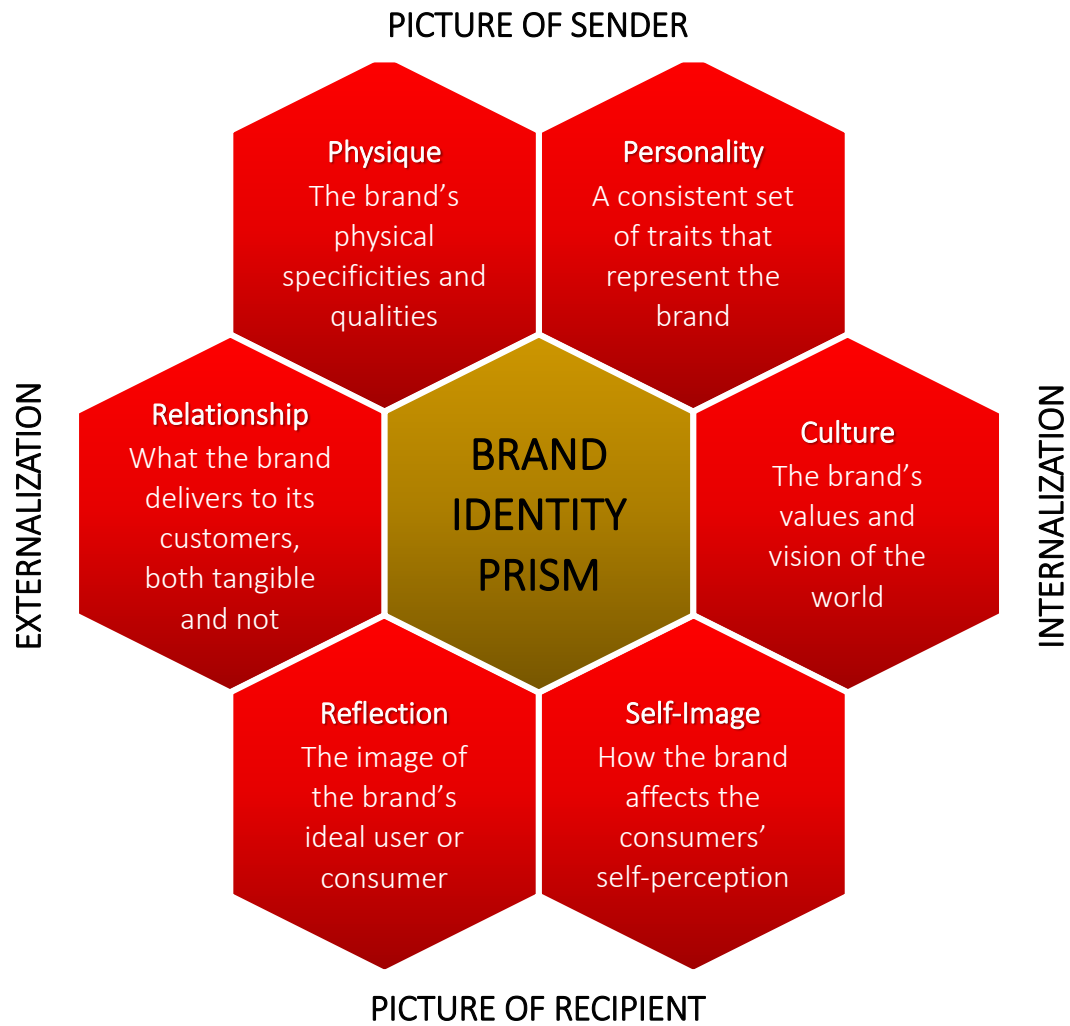 PICTURE OF SENDER
Physique
The brand’s
physical
specificities and
qualities
Personality
A consistent set
of traits that
represent the
brand
EXTERNALIZATION
Relationship
What the brand
delivers to its
customers,
both tangible
and not
BRAND
IDENTITY
PRISM
Culture
The brand’s
values and
vision of the
world
INTERNALIZATION
Reflection
The image of
the brand’s
ideal user or
consumer
Self-Image
How the brand
affects the
consumers’
self-perception
PICTURE OF RECIPIENT